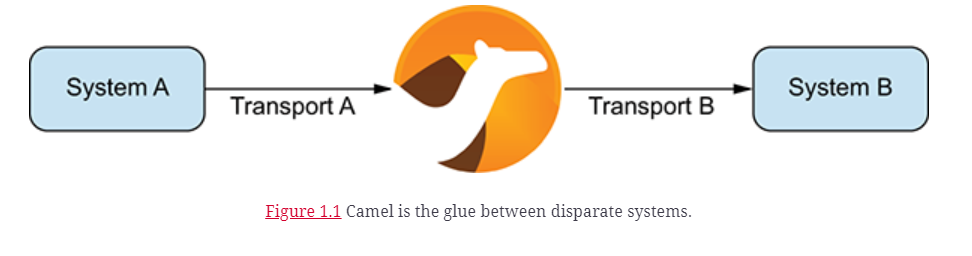 System A
Transport A
Transport B
System B
Figure 1.1 Camel is the glue between disparate systems.